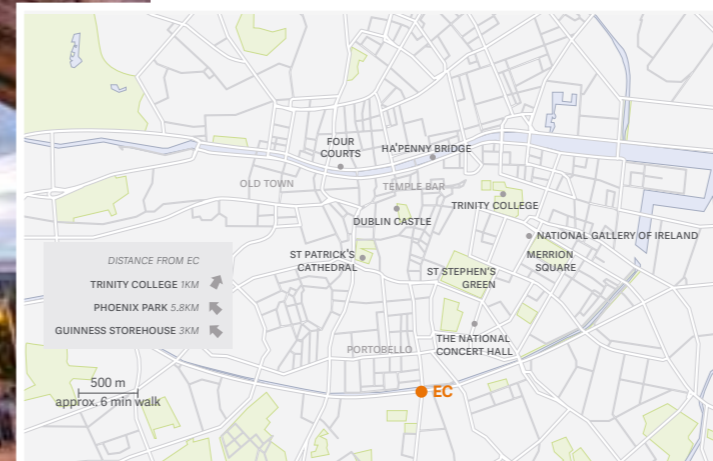 FOUR
COURTS
HA'PENNY BRIDGE
OLD TOWN
TEMPLE BAR
TRINITY COLLEGE
DUBLIN CASTLE
NATIONAL GALLERY OF IRELAND
ST PATRICK'S
CATHEDRAL
MERRION
SQUARE
ST STEPHEN'S
GREEN
DISTANCE FROM EC
TRINITY COLLEGE 1KM
PHOENIX PARK 5.8KM
GUINNESS STOREHOUSE 3KM
THE NATIONAL
CONCERT HALL
PORTOBELLO
500 m
approx. 6 min walk
EC